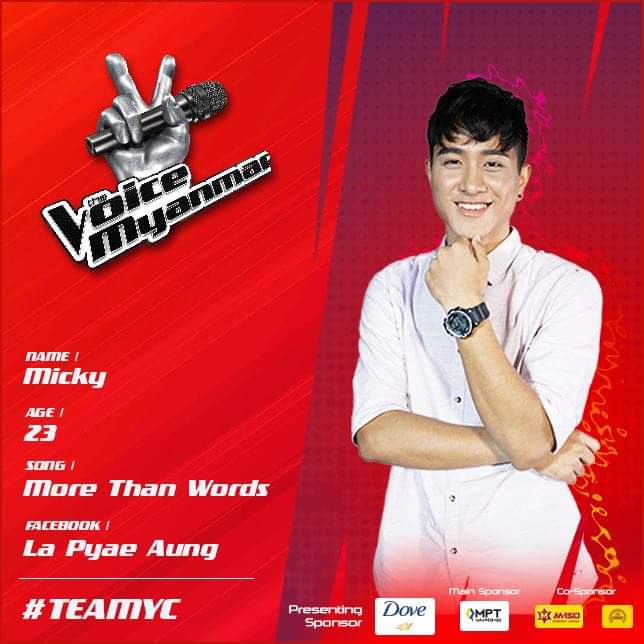 The
Voice
Myanmar
NAME /
Micky
AGE /
23
SONG /
More Than Words
FACEBOOK /
La Pyae Aung
#TEAMYC
Presenting
Sponsor
Dove
Main Sponsor
MPT
Co-Sponsor
M-150